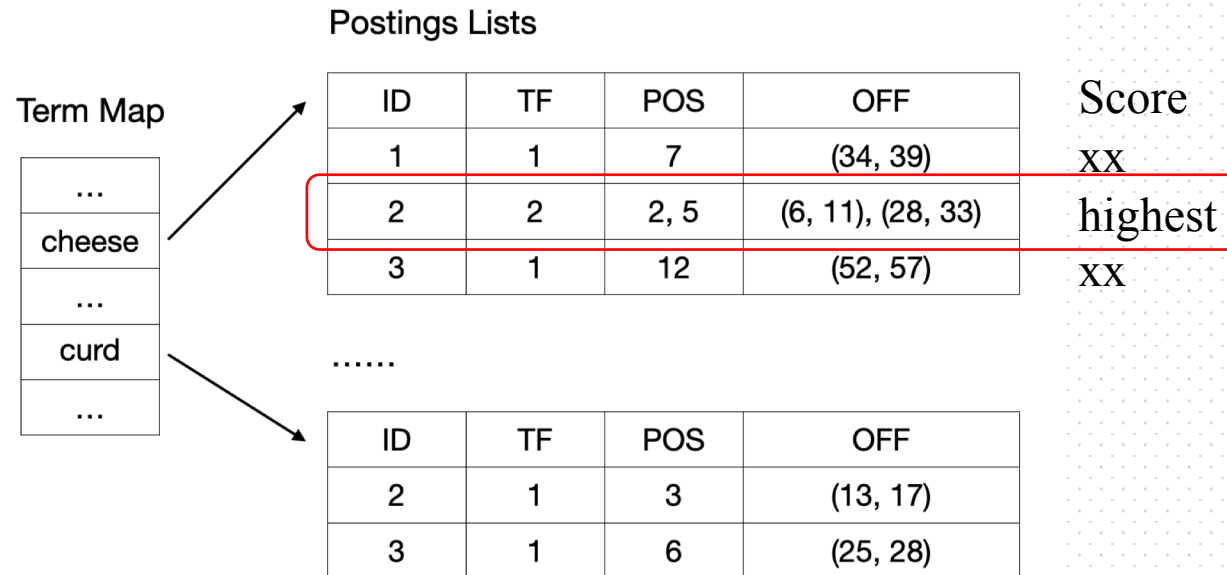 Postings Lists
Term Map
...
cheese
...
curd
...
ID TF POS OFF Score
1 1 7 (34, 39) xx
2 2 2, 5 (6, 11), (28, 33) highest
3 1 12 (52, 57) xx
......
ID TF POS OFF
2 1 3 (13, 17)
3 1 6 (25, 28)